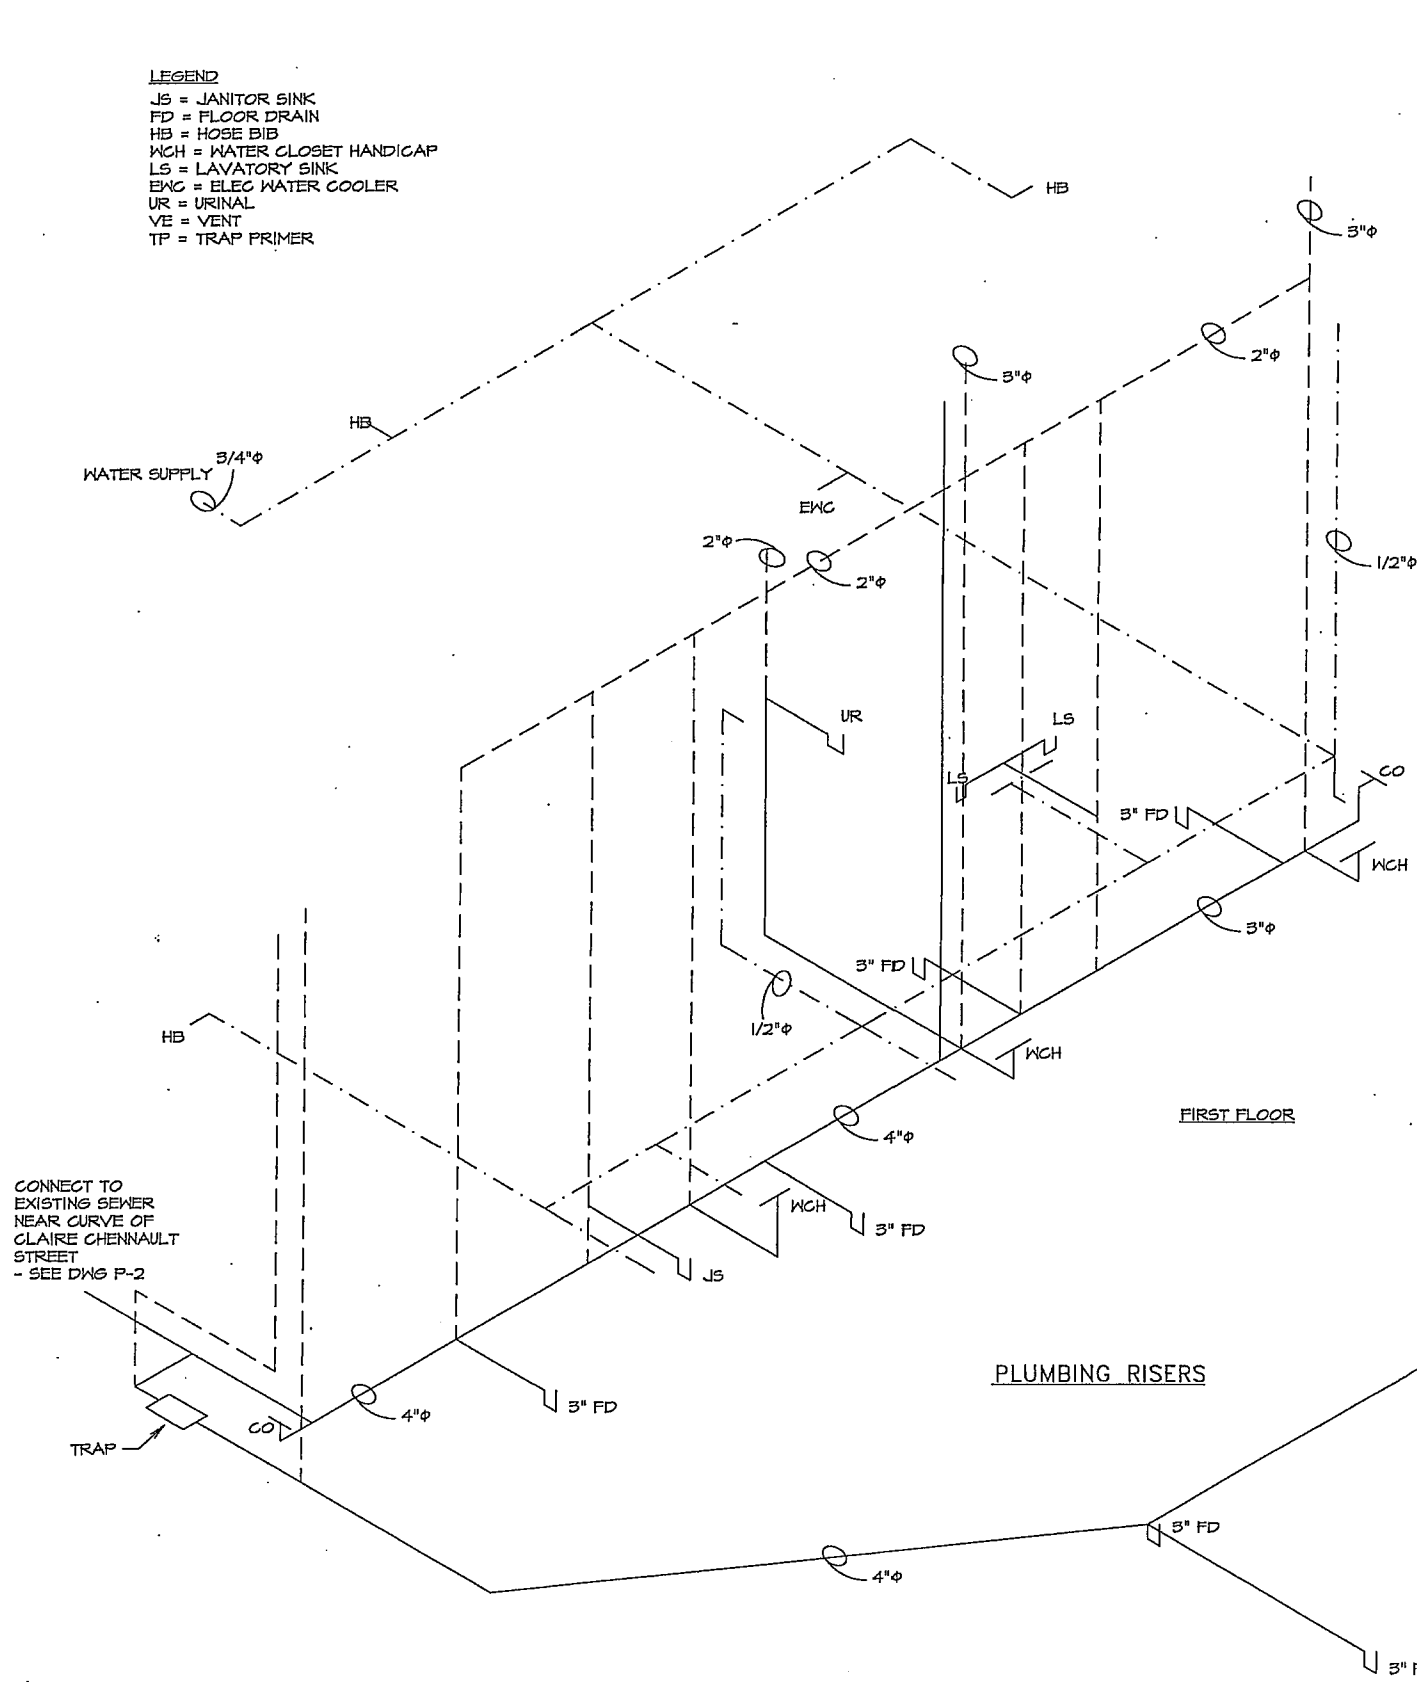 LEGEND
JS = JANITOR SINK
FD = FLOOR DRAIN
HB = HOSE BIB
WCH = WATER CLOSET HANDICAP
LS = LAVATORY SINK
EWC = ELEC WATER COOLER
UR = URINAL
VE = VENT
TP = TRAP PRIMER
HB
3"ϕ
2"ϕ
3"ϕ
HB
3/4"ϕ
WATER SUPPLY
EWC
2"ϕ
2"ϕ
1/2"ϕ
UR
LS
LS
CO
3" FD
WCH
3"ϕ
3" FD
1/2"ϕ
HB
WCH
FIRST FLOOR
4"ϕ
CONNECT TO
EXISTING SEWER
NEAR CURVE OF
CLAIRE CHENNAULT
STREET
- SEE DWG P-2
WCH
3" FD
JS
PLUMBING RISERS
3" FD
4"ϕ
CO
TRAP
3" FD
4"ϕ
3" F